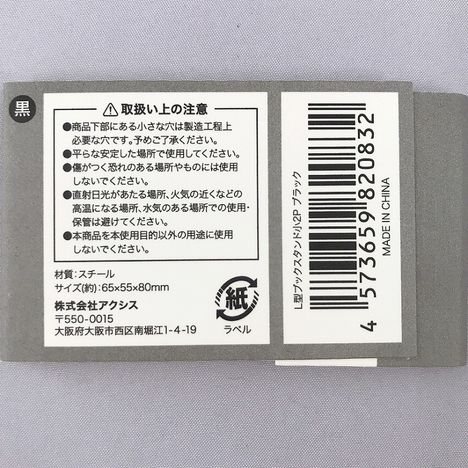 黒
取扱い上の注意
●商品下部にある小さな穴は製造工程上
必要な穴です。予めご了承ください。
●平らな安定した場所で使用してください。
●傷がつく恐れのある場所やものには使用
しないでください。
●直射日光があたる場所、火気の近くなどの
高温になる場所、水気のある場所での使用・
保管は避けてください。
●本商品を本使用目的以外の用途に使用
しないでください。
材質：スチール
サイズ(約)：65x55x80mm
株式会社アクシス
〒550-0015
大阪府大阪市西区南堀江1-4-19
紙
ラベル
L型ブックスタンド小2P ブラック
4 573659 820832
MADE IN CHINA